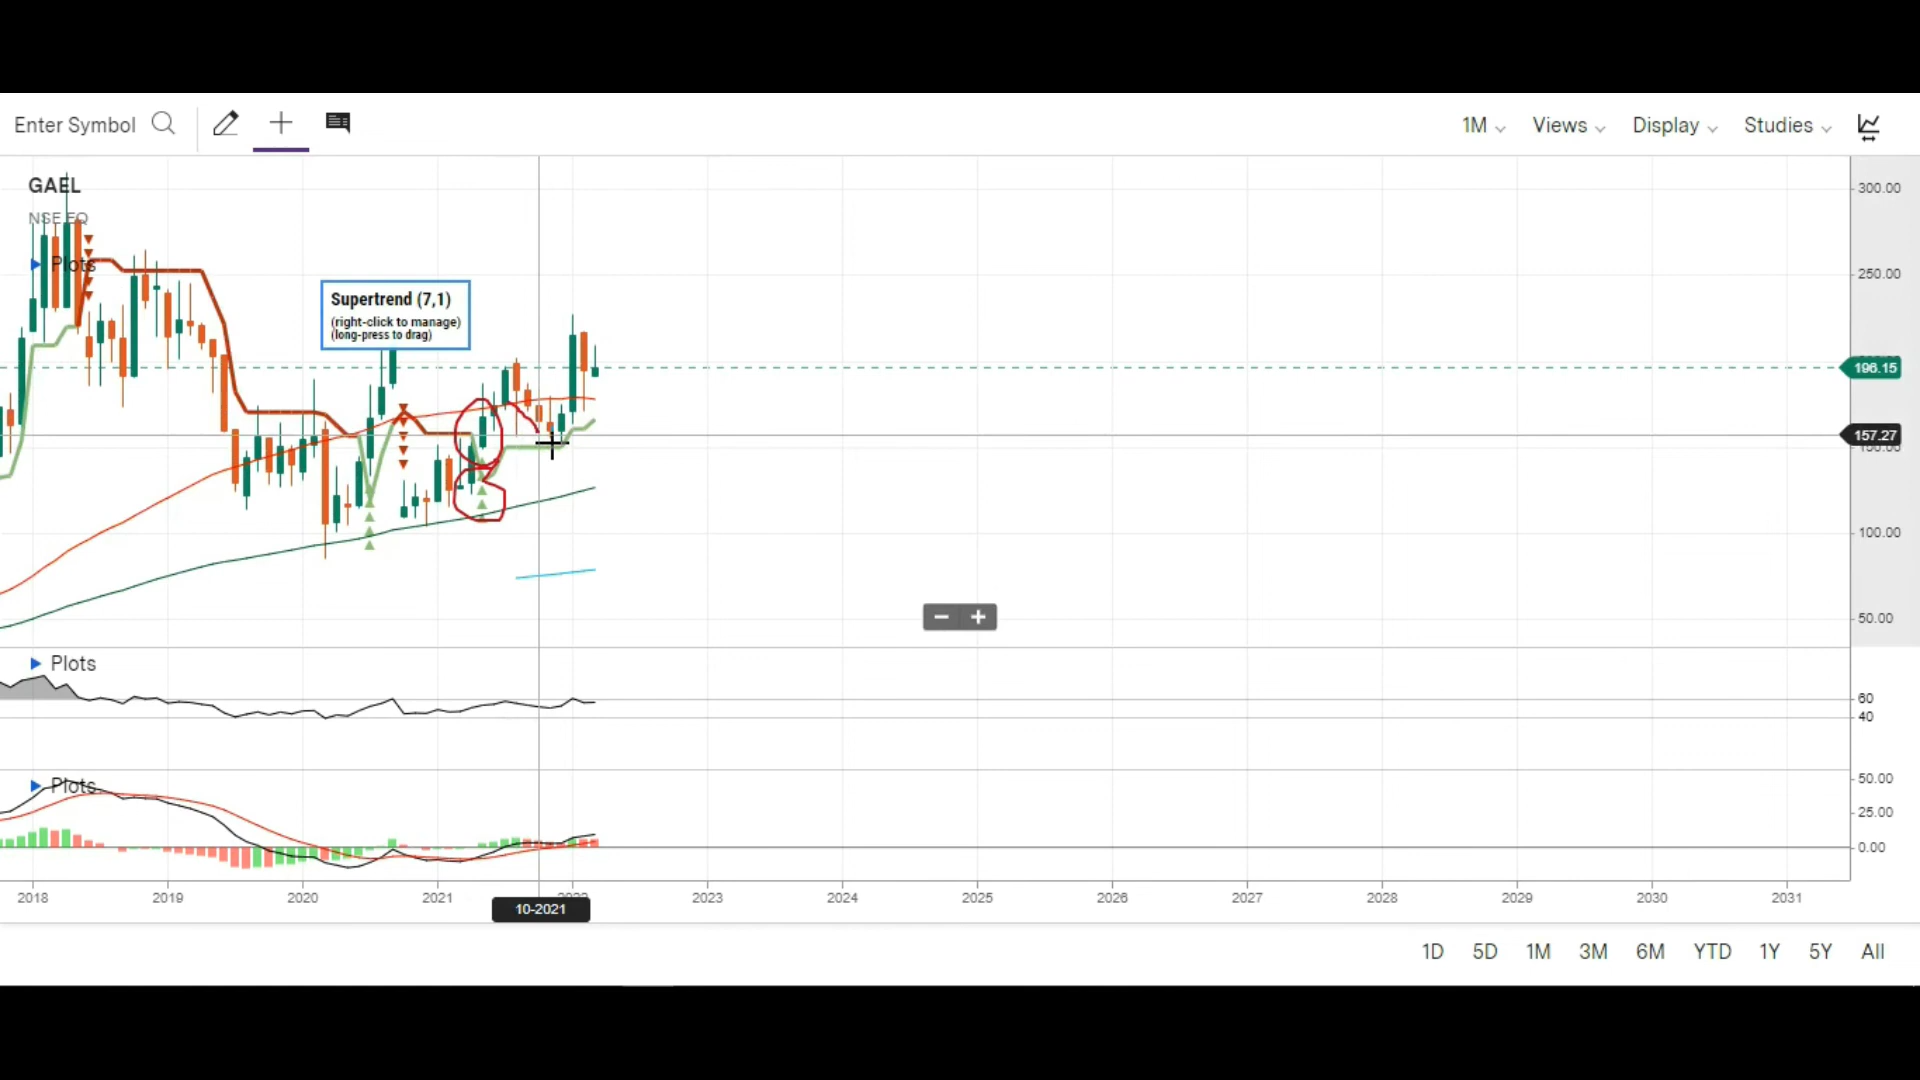 Enter Symbol
1M
Views
Display
Studies
GAEL
NSE EQ
Plots
Supertrend (7,1)
(right-click to manage)
(long-press to drag)
300.00
250.00
196.15
157.27
150.00
100.00
50.00
Plots
60
40
Plots
50.00
25.00
0.00
2018 2019 2020 2021 2022 2023 2024 2025 2026 2027 2028 2029 2030 2031
10-2021
1D 5D 1M 3M 6M YTD 1Y 5Y All